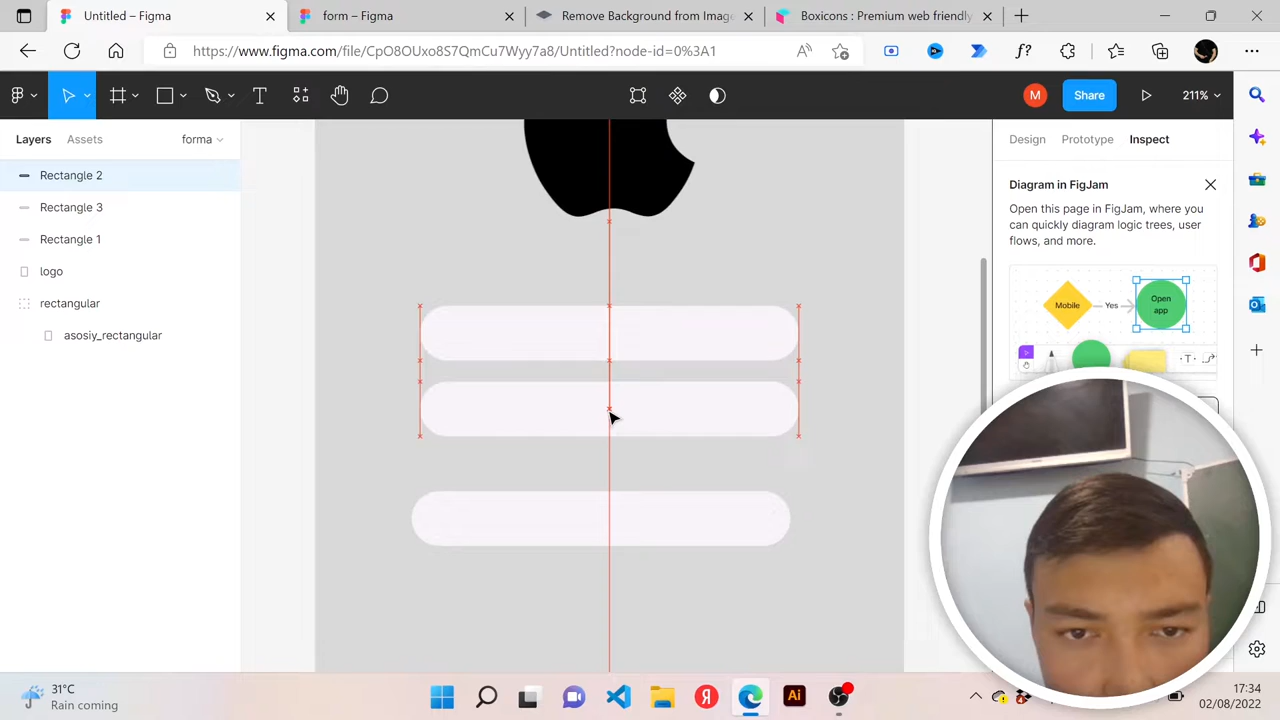 Untitled – Figma
form – Figma
Remove Background from Image
Boxicons : Premium web friendly
https://www.figma.com/file/CpO8OUxo8S7QmCu7Wyy7a8/Untitled?node-id=0%3A1
M
Share
211%
Layers
Assets
forma
Design
Prototype
Inspect
Rectangle 2
Rectangle 3
Rectangle 1
logo
rectangular
asosiy_rectangular
Diagram in FigJam
Open this page in FigJam, where you
can quickly diagram logic trees, user
flows, and more.
Mobile
Yes
Open
app
31°C
Rain coming
Я
Ai
17:34
02/08/2022